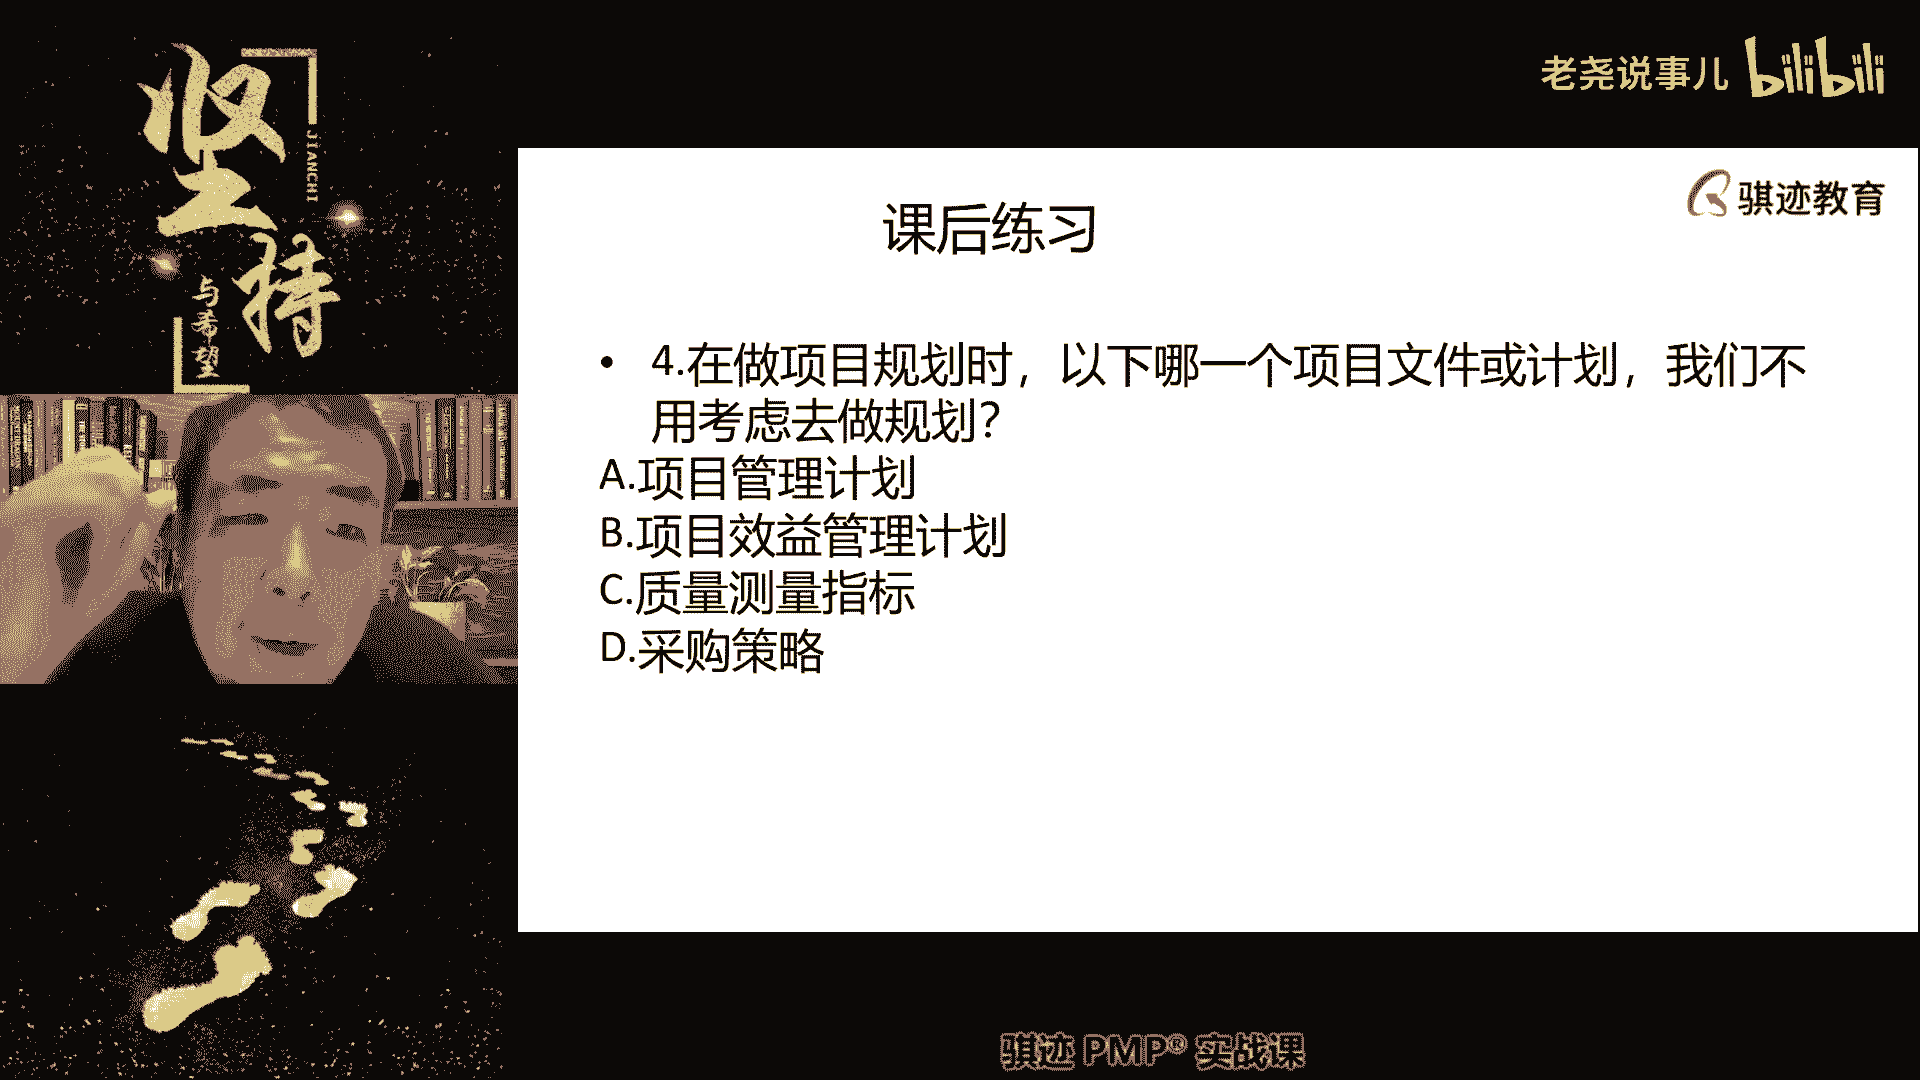 坚持
JIANCHI
与希望
老尧说事儿 bilibili
骐迹教育
课后练习
• 4.在做项目规划时，以下哪一个项目文件或计划，我们不
用考虑去做规划？
A.项目管理计划
B.项目效益管理计划
C.质量测量指标
D.采购策略
骐迹 PMP® 实战课